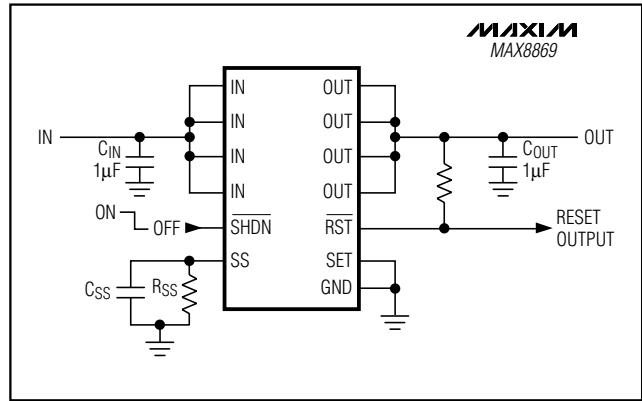 MAXIM
MAX8869
IN OUT
IN OUT
IN OUT
IN OUT
IN
OUT
CIN
1µF
COUT
1µF
ON
OFF
SHDN
RST
RESET
OUTPUT
SS
SET
GND
CSS
RSS